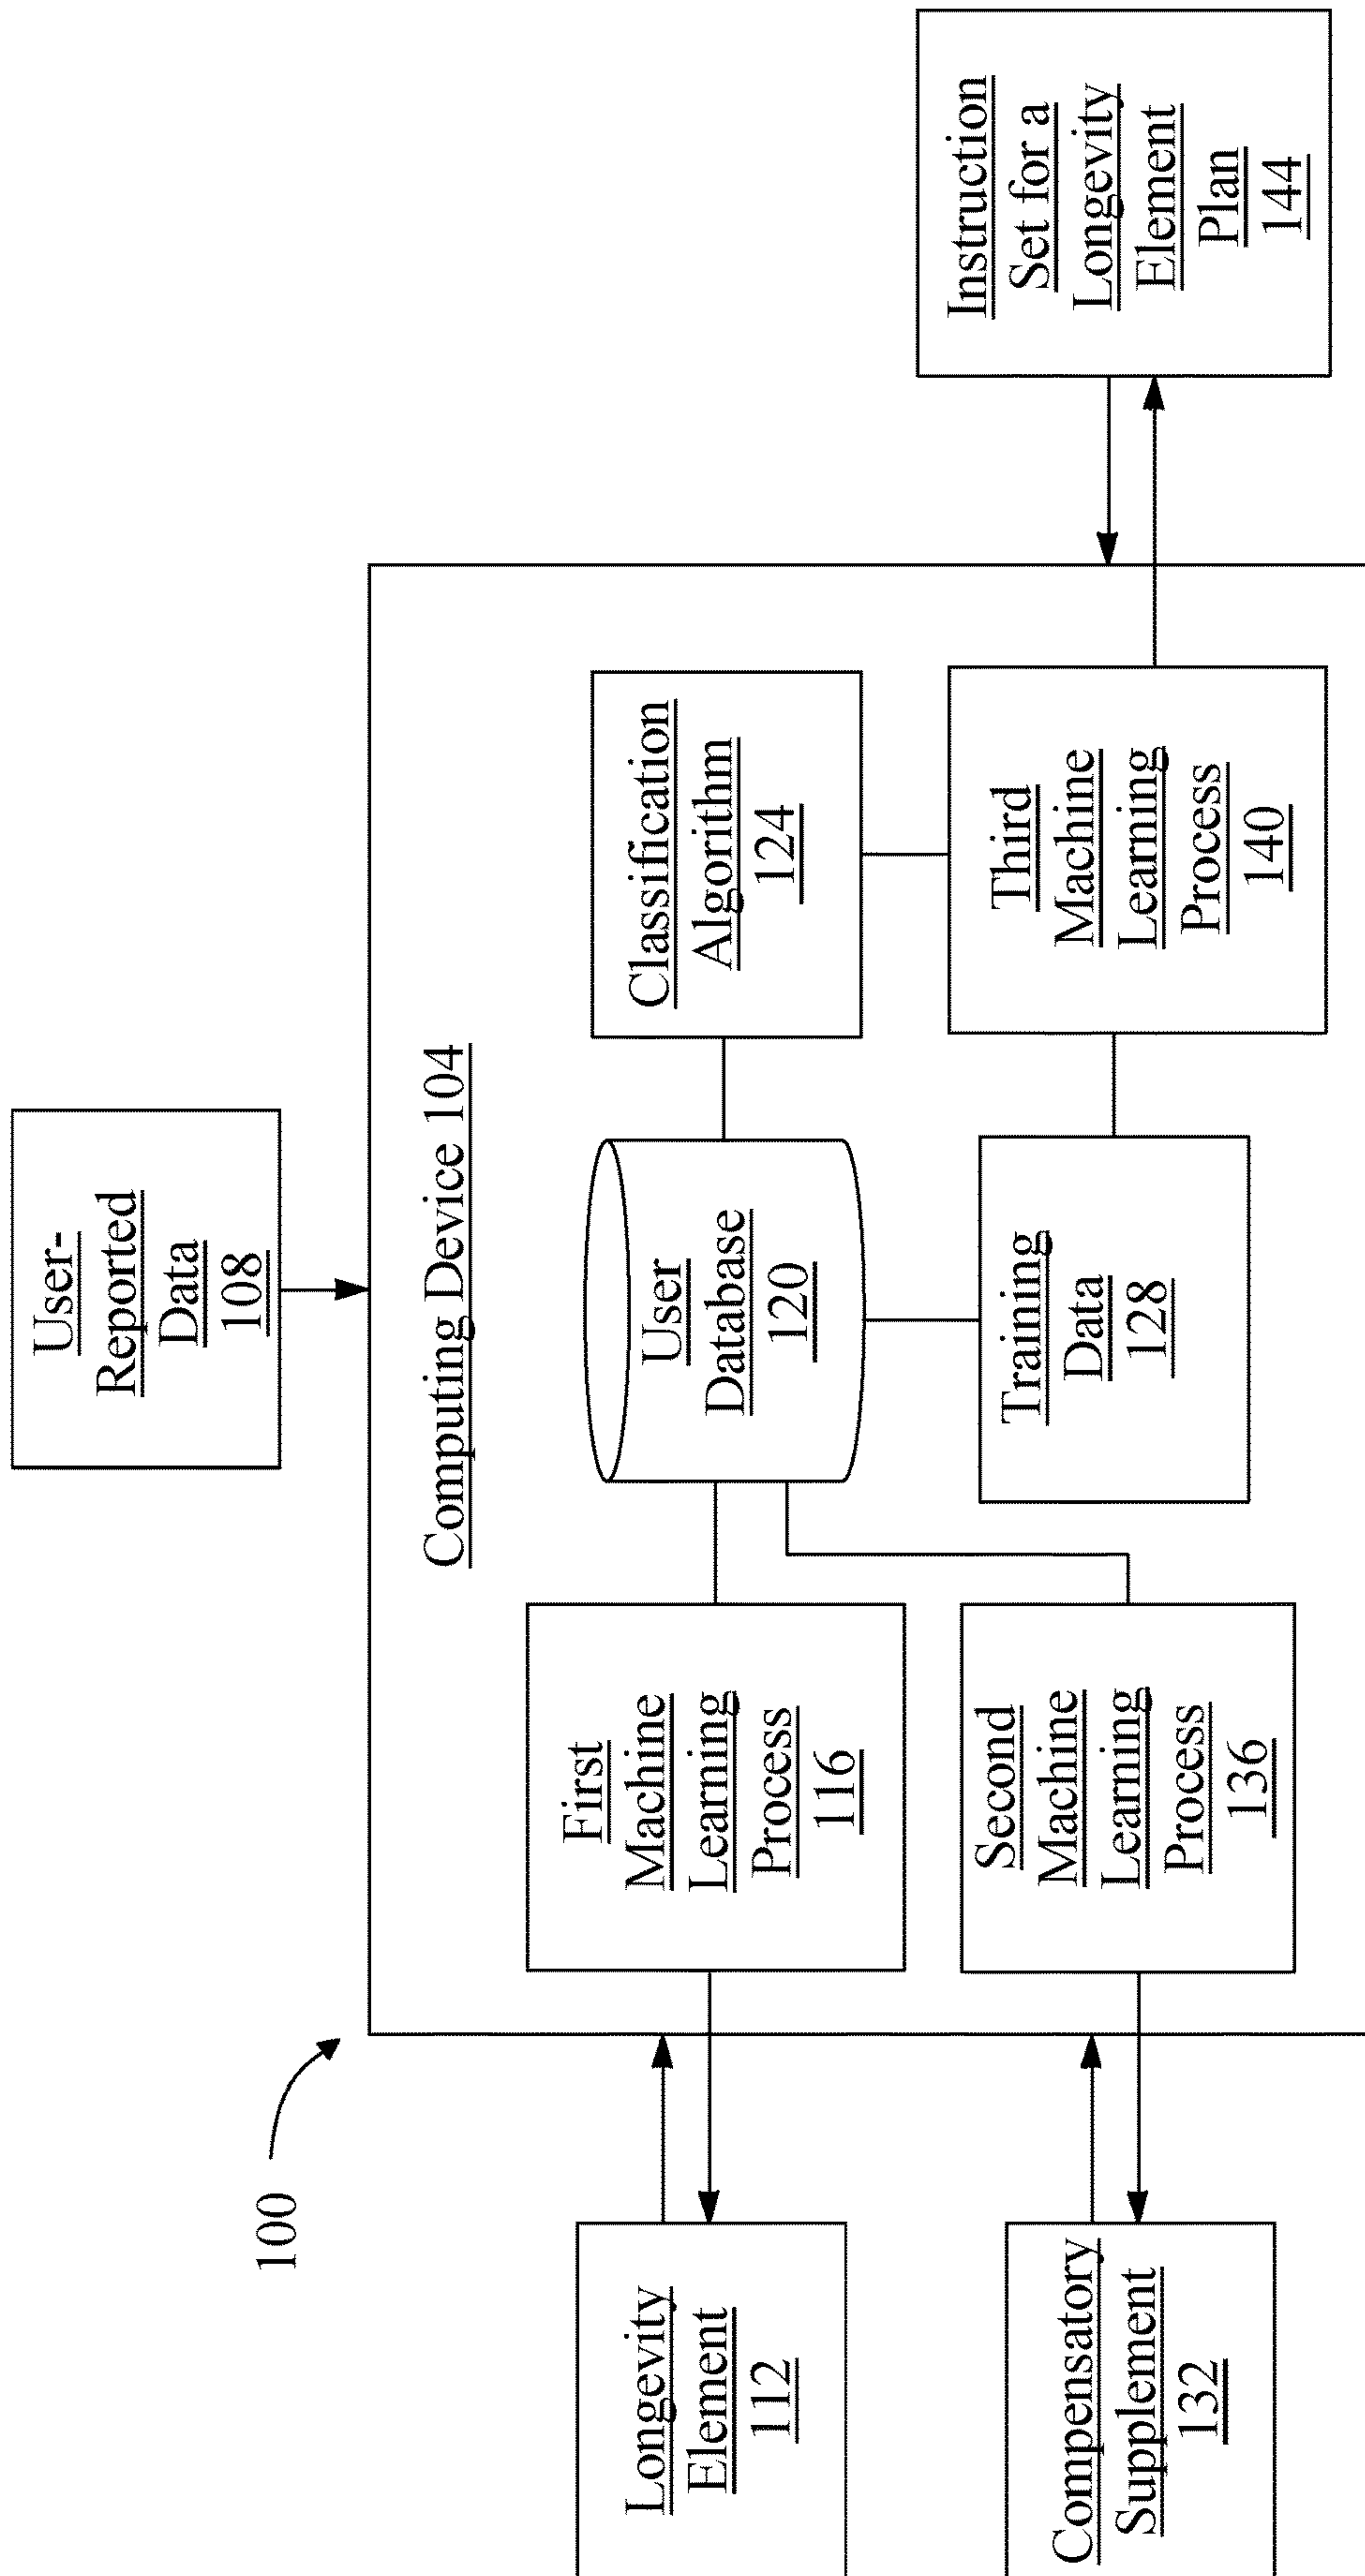 100
User-
Reported
Data
108
Computing Device 104
Longevity
Element
112
First
Machine
Learning
Process
116
User
Database
120
Classification
Algorithm
124
Compensatory
Supplement
132
Second
Machine
Learning
Process
136
Training
Data
128
Third
Machine
Learning
Process
140
Instruction
Set for a
Longevity
Element
Plan
144